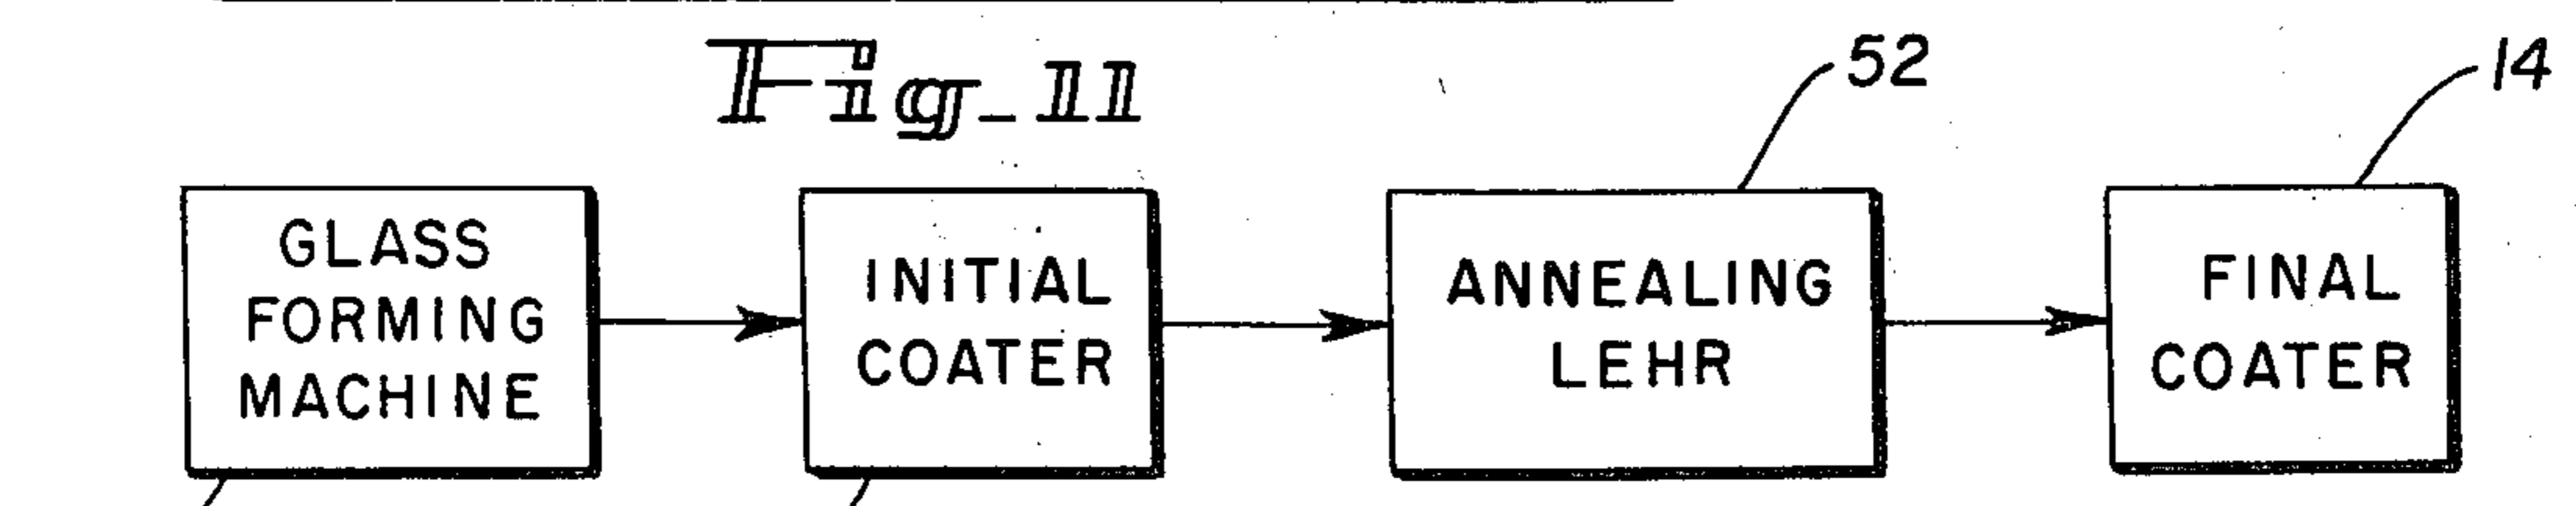 Fig_11
52
14
GLASS
FORMING
MACHINE
INITIAL
COATER
ANNEALING
LEHR
FINAL
COATER